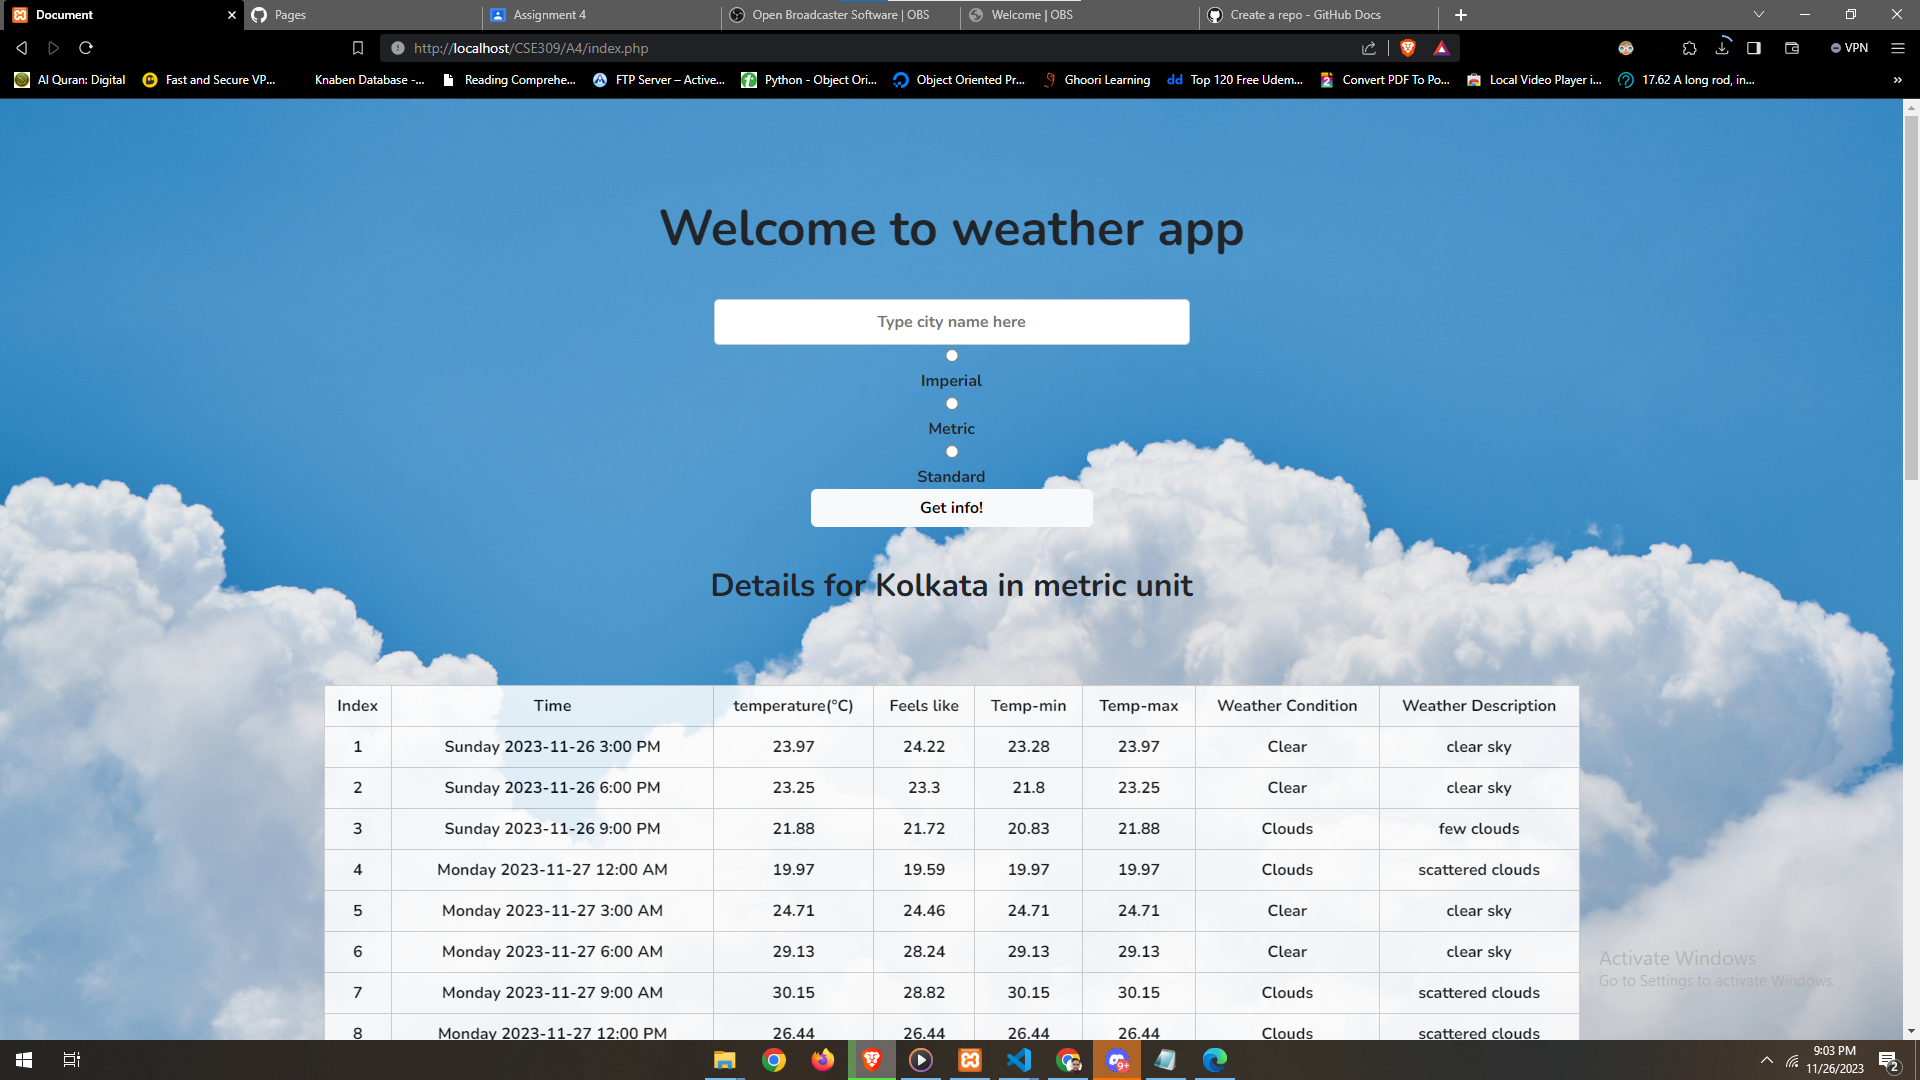 Document
Pages
Assignment 4
Open Broadcaster Software | OBS
Welcome | OBS
Create a repo - GitHub Docs
http://localhost/CSE309/A4/index.php
VPN
Al Quran: Digital
Fast and Secure VP...
Knaben Database -...
Reading Comprehe...
FTP Server – Active...
Python - Object Ori...
Object Oriented Pr...
Ghoori Learning
dd Top 120 Free Udem...
Convert PDF To Po...
Local Video Player i...
17.62 A long rod, in...
»
Welcome to weather app
Type city name here
Imperial
Metric
Standard
Get info!
Details for Kolkata in metric unit
Index Time temperature(°C) Feels like Temp-min Temp-max Weather Condition Weather Description
1 Sunday 2023-11-26 3:00 PM 23.97 24.22 23.28 23.97 Clear clear sky
2 Sunday 2023-11-26 6:00 PM 23.25 23.3 21.8 23.25 Clear clear sky
3 Sunday 2023-11-26 9:00 PM 21.88 21.72 20.83 21.88 Clouds few clouds
4 Monday 2023-11-27 12:00 AM 19.97 19.59 19.97 19.97 Clouds scattered clouds
5 Monday 2023-11-27 3:00 AM 24.71 24.46 24.71 24.71 Clear clear sky
6 Monday 2023-11-27 6:00 AM 29.13 28.24 29.13 29.13 Clear clear sky
7 Monday 2023-11-27 9:00 AM 30.15 28.82 30.15 30.15 Clouds scattered clouds
8 Monday 2023-11-27 12:00 PM 26.44 26.44 26.44 26.44 Clouds scattered clouds
Activate Windows
Go to Settings to activate Windows.
9+
9:03 PM
11/26/2023
2